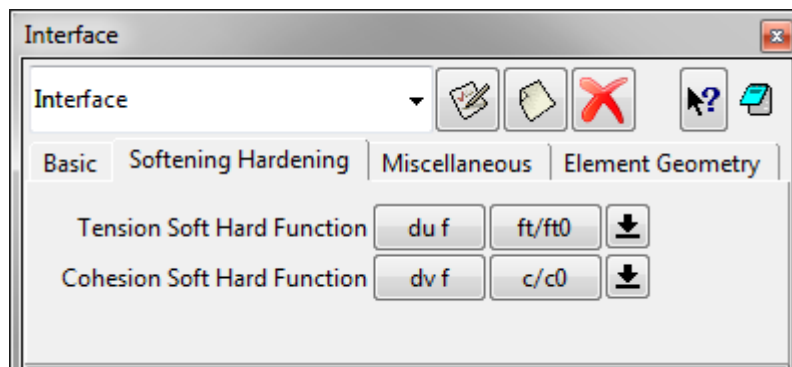 Interface
Interface
?
Basic Softening Hardening Miscellaneous Element Geometry
Tension Soft Hard Function du f ft/ft0
Cohesion Soft Hard Function dv f c/c0